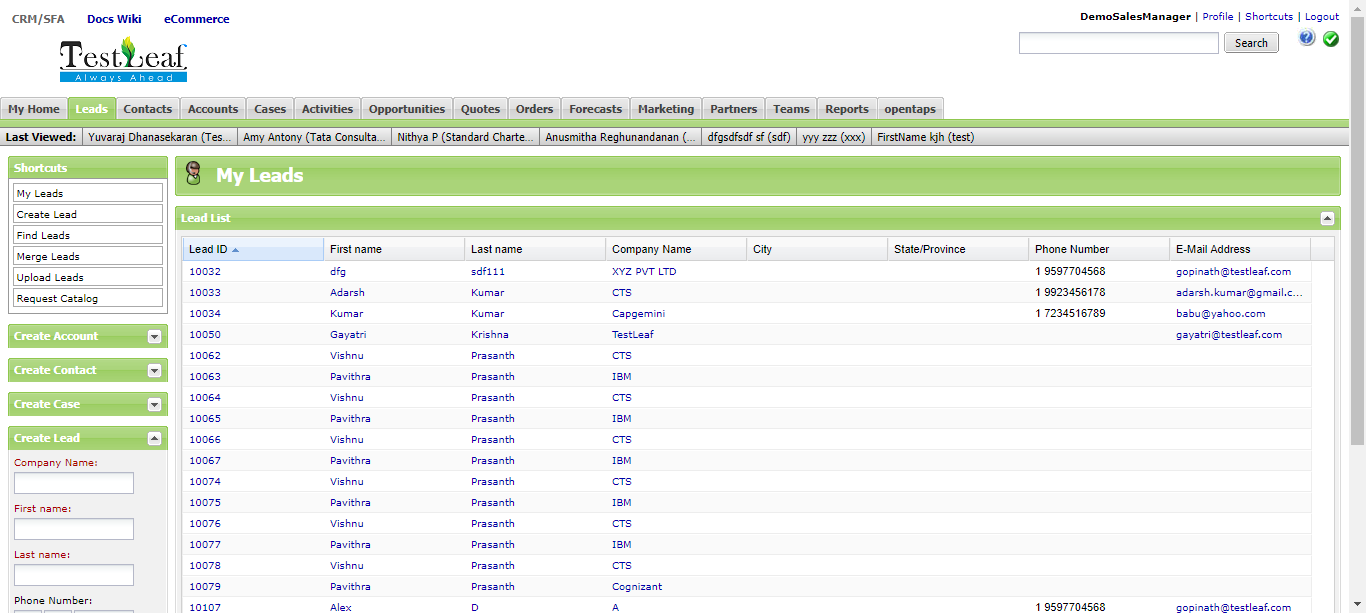 CRM/SFA Docs Wiki eCommerce
DemoSalesManager | Profile | Shortcuts | Logout
TestLeaf
Always Ahead
Search
My Home Leads Contacts Accounts Cases Activities Opportunities Quotes Orders Forecasts Marketing Partners Teams Reports opentaps
Last Viewed: Yuvaraj Dhanasekaran (Tes... Amy Antony (Tata Consulta... Nithya P (Standard Charte... Anusmitha Reghunandanan (... dfgsdfsdf sf (sdf) yyy zzz (xxx) FirstName kjh (test)
Shortcuts
My Leads
Create Lead
Find Leads
Merge Leads
Upload Leads
Request Catalog
Create Account
Create Contact
Create Case
Create Lead
Company Name:
First name:
Last name:
Phone Number:
My Leads
Lead List
Lead ID First name Last name Company Name City State/Province Phone Number E-Mail Address
10032 dfg sdf111 XYZ PVT LTD 1 9597704568 gopinath@testleaf.com
10033 Adarsh Kumar CTS 1 9923456178 adarsh.kumar@gmail.c...
10034 Kumar Kumar Capgemini 1 7234516789 babu@yahoo.com
10050 Gayatri Krishna TestLeaf gayatri@testleaf.com
10062 Vishnu Prasanth CTS
10063 Pavithra Prasanth IBM
10064 Vishnu Prasanth CTS
10065 Pavithra Prasanth IBM
10066 Vishnu Prasanth CTS
10067 Pavithra Prasanth IBM
10074 Vishnu Prasanth CTS
10075 Pavithra Prasanth IBM
10076 Vishnu Prasanth CTS
10077 Pavithra Prasanth IBM
10078 Vishnu Prasanth CTS
10079 Pavithra Prasanth Cognizant
10107 Alex D A 1 9597704568 gopinath@testleaf.com